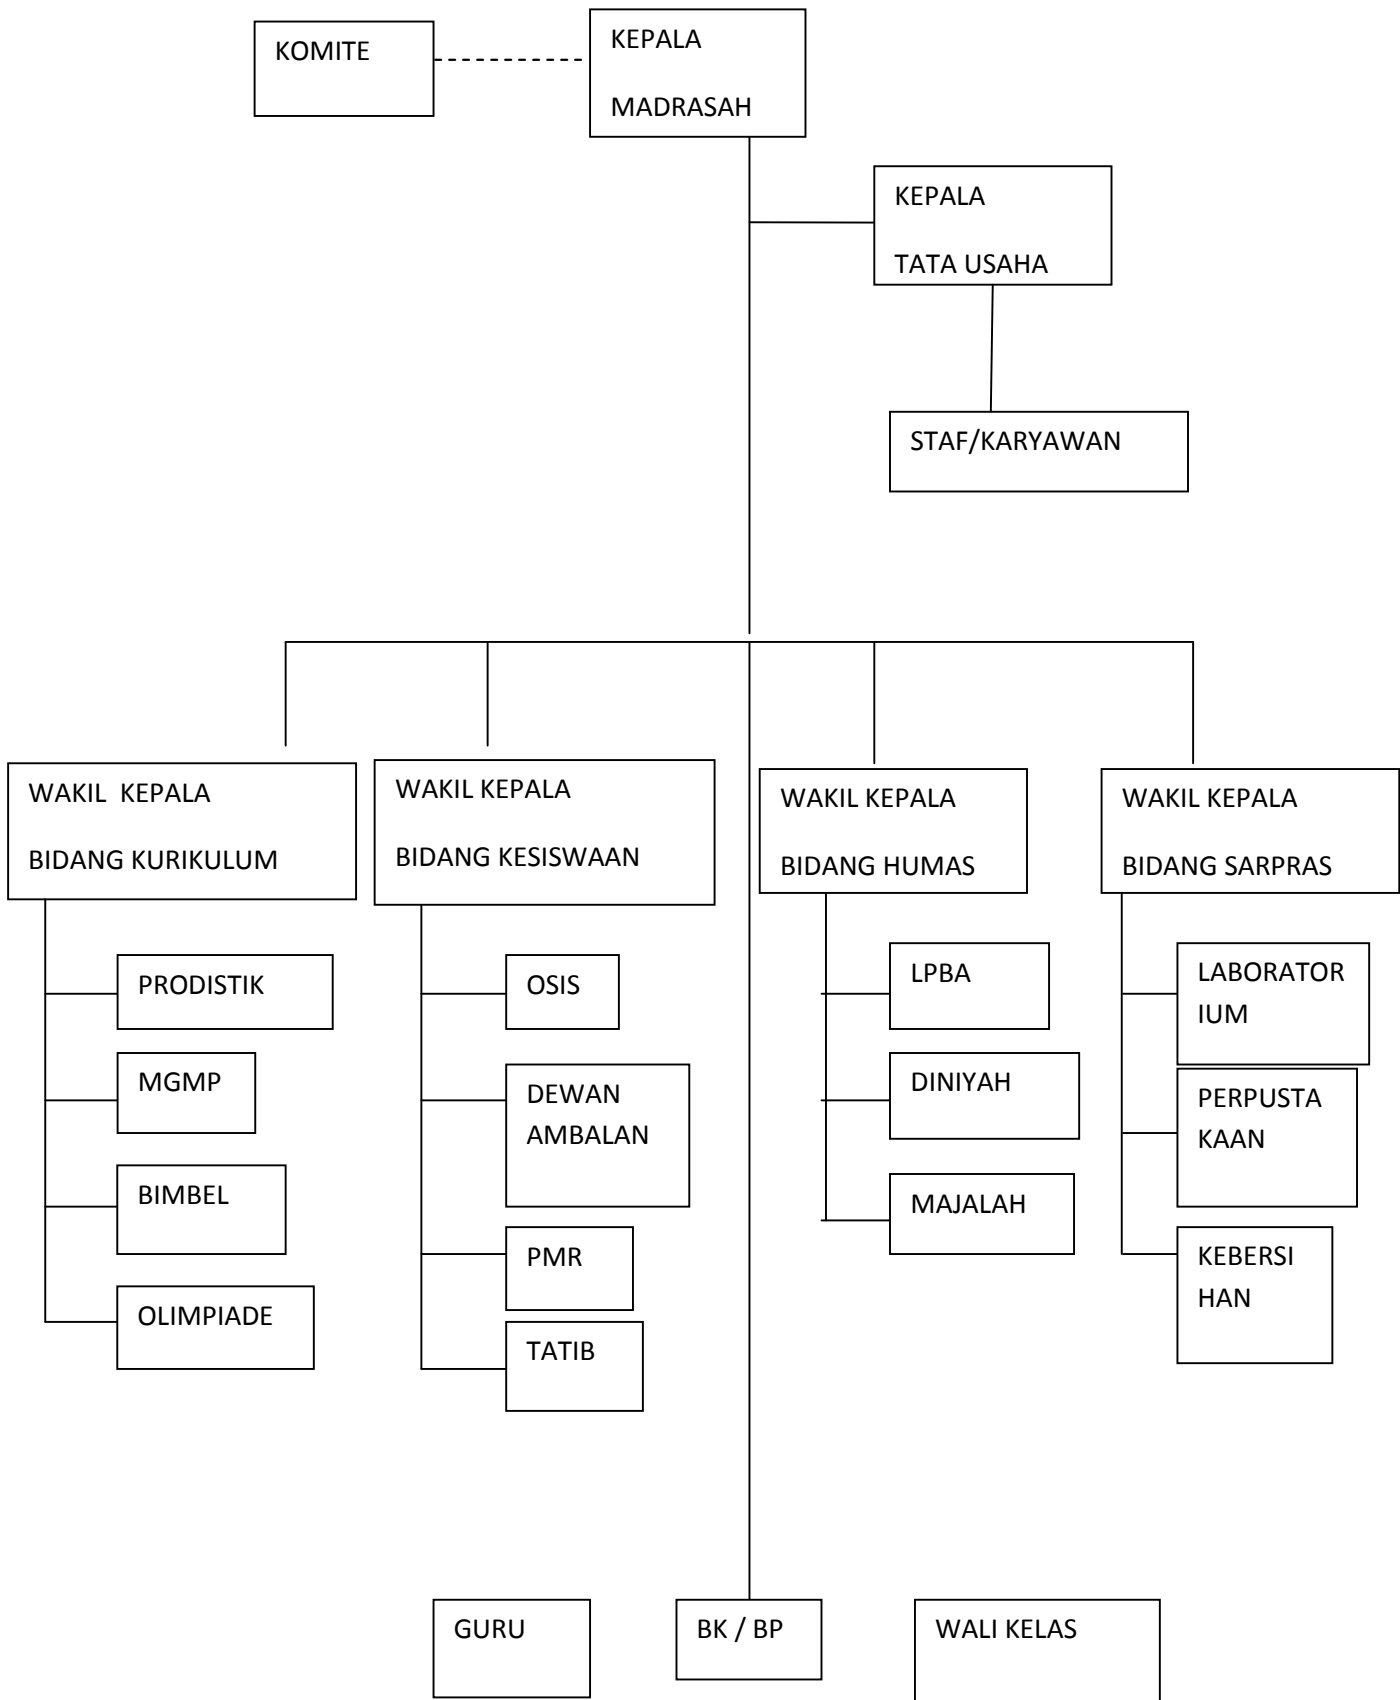 KOMITE
KEPALA
MADRASAH
KEPALA
TATA USAHA
STAF/KARYAWAN
WAKIL  KEPALA
BIDANG KURIKULUM
WAKIL KEPALA
BIDANG KESISWAAN
WAKIL KEPALA
BIDANG HUMAS
WAKIL KEPALA
BIDANG SARPRAS
PRODISTIK
MGMP
BIMBEL
OLIMPIADE
OSIS
DEWAN
AMBALAN
PMR
TATIB
LPBA
DINIYAH
MAJALAH
LABORATOR
IUM
PERPUSTA
KAAN
KEBERSI
HAN
GURU
BK / BP
WALI KELAS